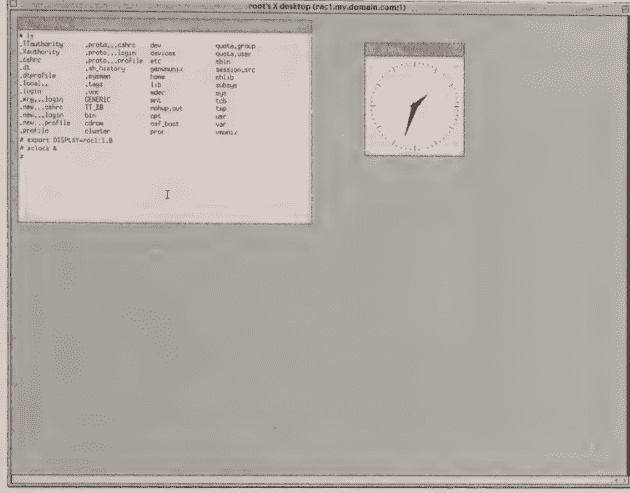 root's X desktop (rac1.my.domain.com:1)
# ls
.ITauthority .proto...cshrc dev quota.group
.Xauthority .proto...login devices quota.user
.cshrc .proto...profile etc sbin
.dt .sh_history genvmunix session.src
.dtprofile .sysman home shlib
.local.. .tags lib subsys
.login .vnc mdec sys
.mrg...login GENERIC mnt tcb
.new...cshrc TT_DB nohup.out tmp
.new...login bin opt usr
.new...profile cdrom osf_boot var
.profile cluster proc vmunix
# export DISPLAY=rac1:1.0
# xclock &
#